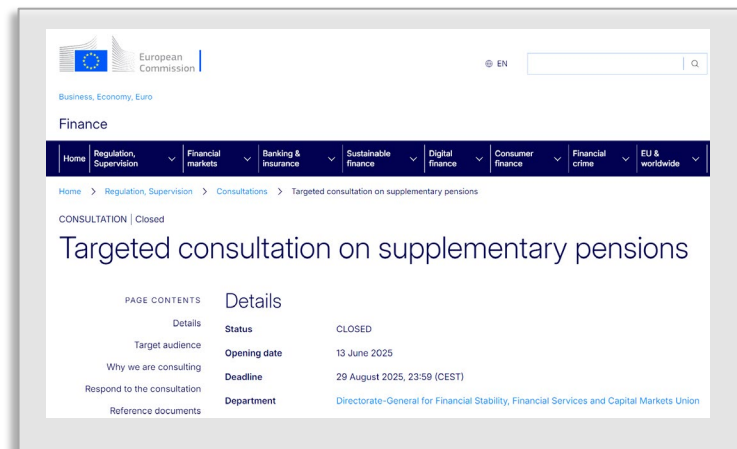 European
Commission
EN
Business, Economy, Euro
Finance
Home
Regulation,
Supervision
Financial
markets
Banking &
insurance
Sustainable
finance
Digital
finance
Consumer
finance
Financial
crime
EU &
worldwide
Home > Regulation, Supervision > Consultations > Targeted consultation on supplementary pensions
CONSULTATION | Closed
Targeted consultation on supplementary pensions
PAGE CONTENTS
Details
Target audience
Why we are consulting
Respond to the consultation
Reference documents
Details
Status CLOSED
Opening date 13 June 2025
Deadline 29 August 2025, 23:59 (CEST)
Department Directorate-General for Financial Stability, Financial Services and Capital Markets Union